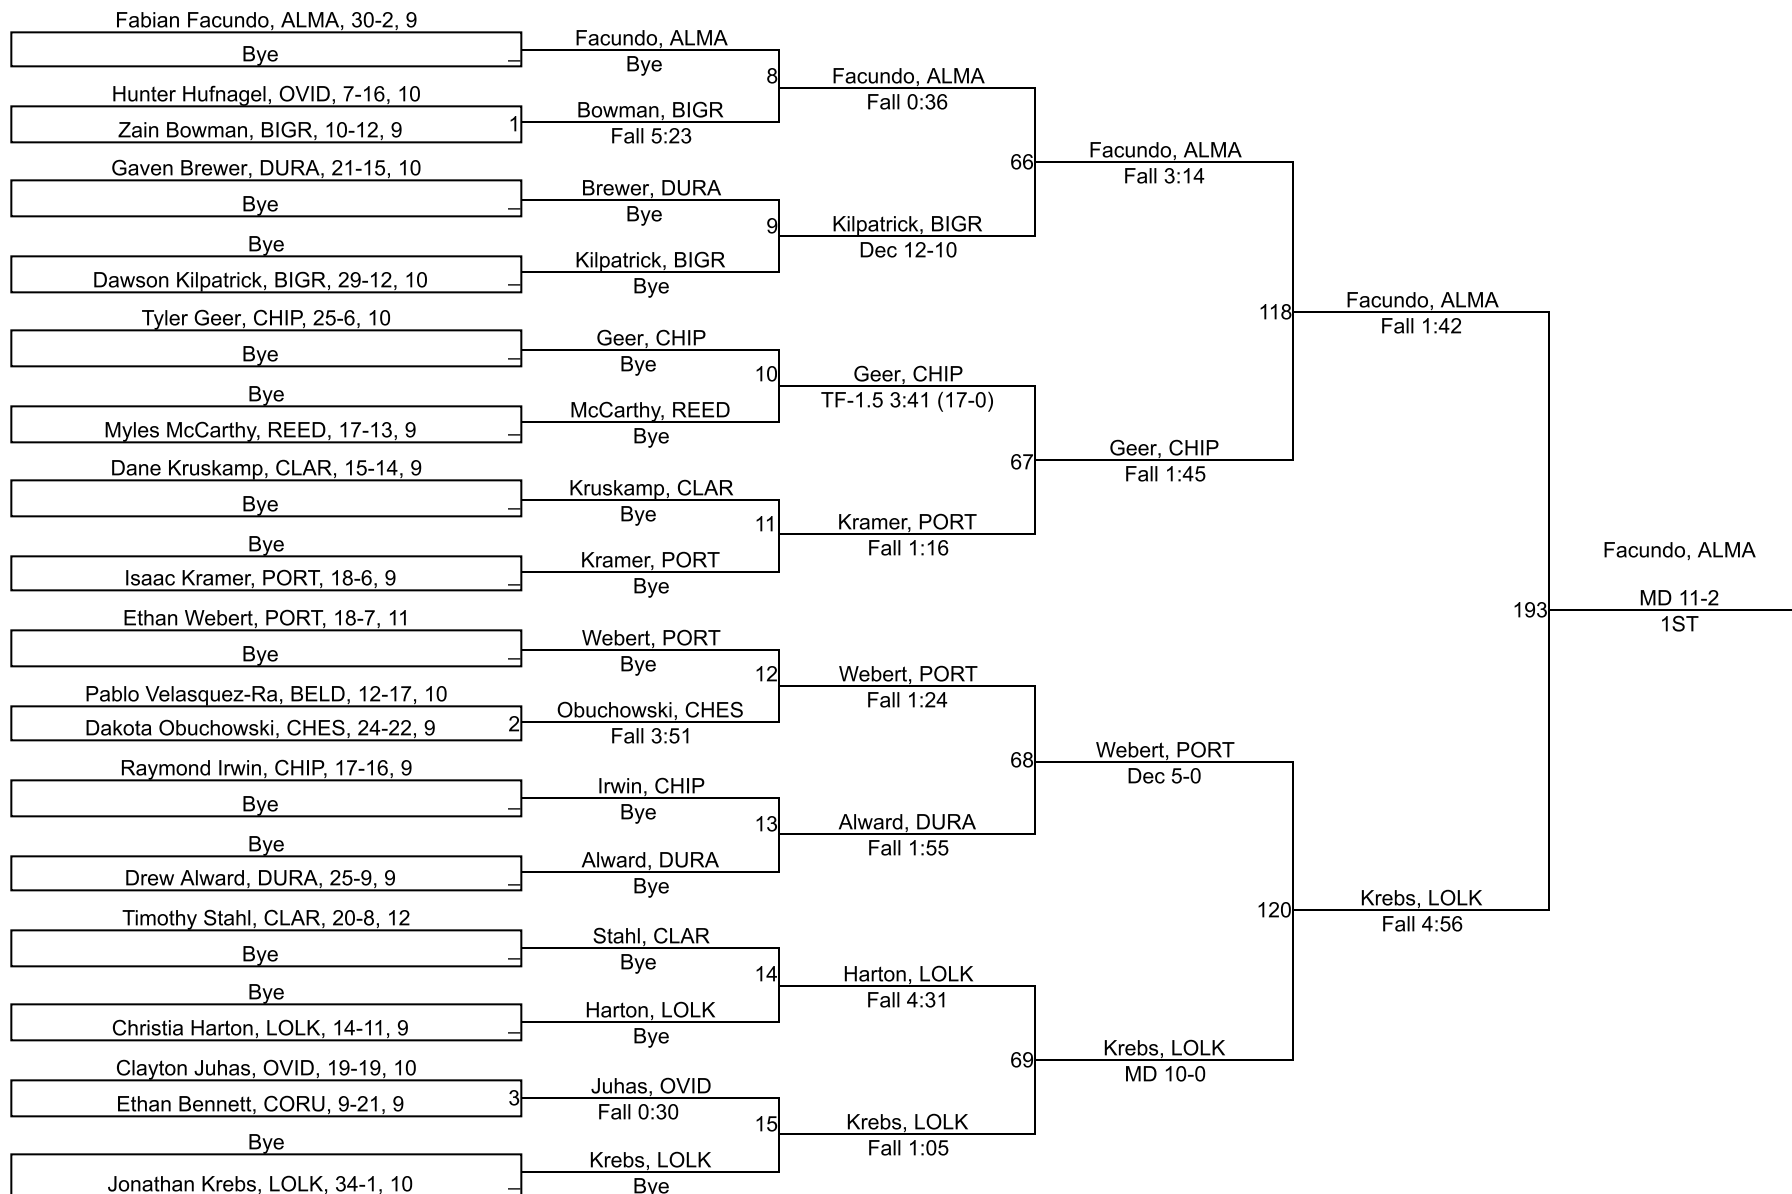 Fabian Facundo, ALMA, 30-2, 9
Bye
Hunter Hufnagel, OVID, 7-16, 10
Zain Bowman, BIGR, 10-12, 9
1
Gaven Brewer, DURA, 21-15, 10
Bye
Bye
Dawson Kilpatrick, BIGR, 29-12, 10
Tyler Geer, CHIP, 25-6, 10
Bye
Bye
Myles McCarthy, REED, 17-13, 9
Dane Kruskamp, CLAR, 15-14, 9
Bye
Bye
Isaac Kramer, PORT, 18-6, 9
Ethan Webert, PORT, 18-7, 11
Bye
Pablo Velasquez-Ra, BELD, 12-17, 10
Dakota Obuchowski, CHES, 24-22, 9
2
Raymond Irwin, CHIP, 17-16, 9
Bye
Bye
Drew Alward, DURA, 25-9, 9
Timothy Stahl, CLAR, 20-8, 12
Bye
Bye
Christia Harton, LOLK, 14-11, 9
Clayton Juhas, OVID, 19-19, 10
Ethan Bennett, CORU, 9-21, 9
3
Bye
Jonathan Krebs, LOLK, 34-1, 10
Facundo, ALMA
Bye
8
Bowman, BIGR
Fall 5:23
Brewer, DURA
Bye
9
Kilpatrick, BIGR
Bye
Geer, CHIP
Bye
10
McCarthy, REED
Bye
Kruskamp, CLAR
Bye
11
Kramer, PORT
Bye
Webert, PORT
Bye
12
Obuchowski, CHES
Fall 3:51
Irwin, CHIP
Bye
13
Alward, DURA
Bye
Stahl, CLAR
Bye
14
Harton, LOLK
Bye
Juhas, OVID
Fall 0:30
15
Krebs, LOLK
Bye
Facundo, ALMA
Fall 0:36
66
Kilpatrick, BIGR
Dec 12-10
Geer, CHIP
TF-1.5 3:41 (17-0)
67
Kramer, PORT
Fall 1:16
Webert, PORT
Fall 1:24
68
Alward, DURA
Fall 1:55
Harton, LOLK
Fall 4:31
69
Krebs, LOLK
Fall 1:05
Facundo, ALMA
Fall 3:14
118
Geer, CHIP
Fall 1:45
Webert, PORT
Dec 5-0
120
Krebs, LOLK
MD 10-0
Facundo, ALMA
Fall 1:42
193
Krebs, LOLK
Fall 4:56
Facundo, ALMA
MD 11-2
1ST